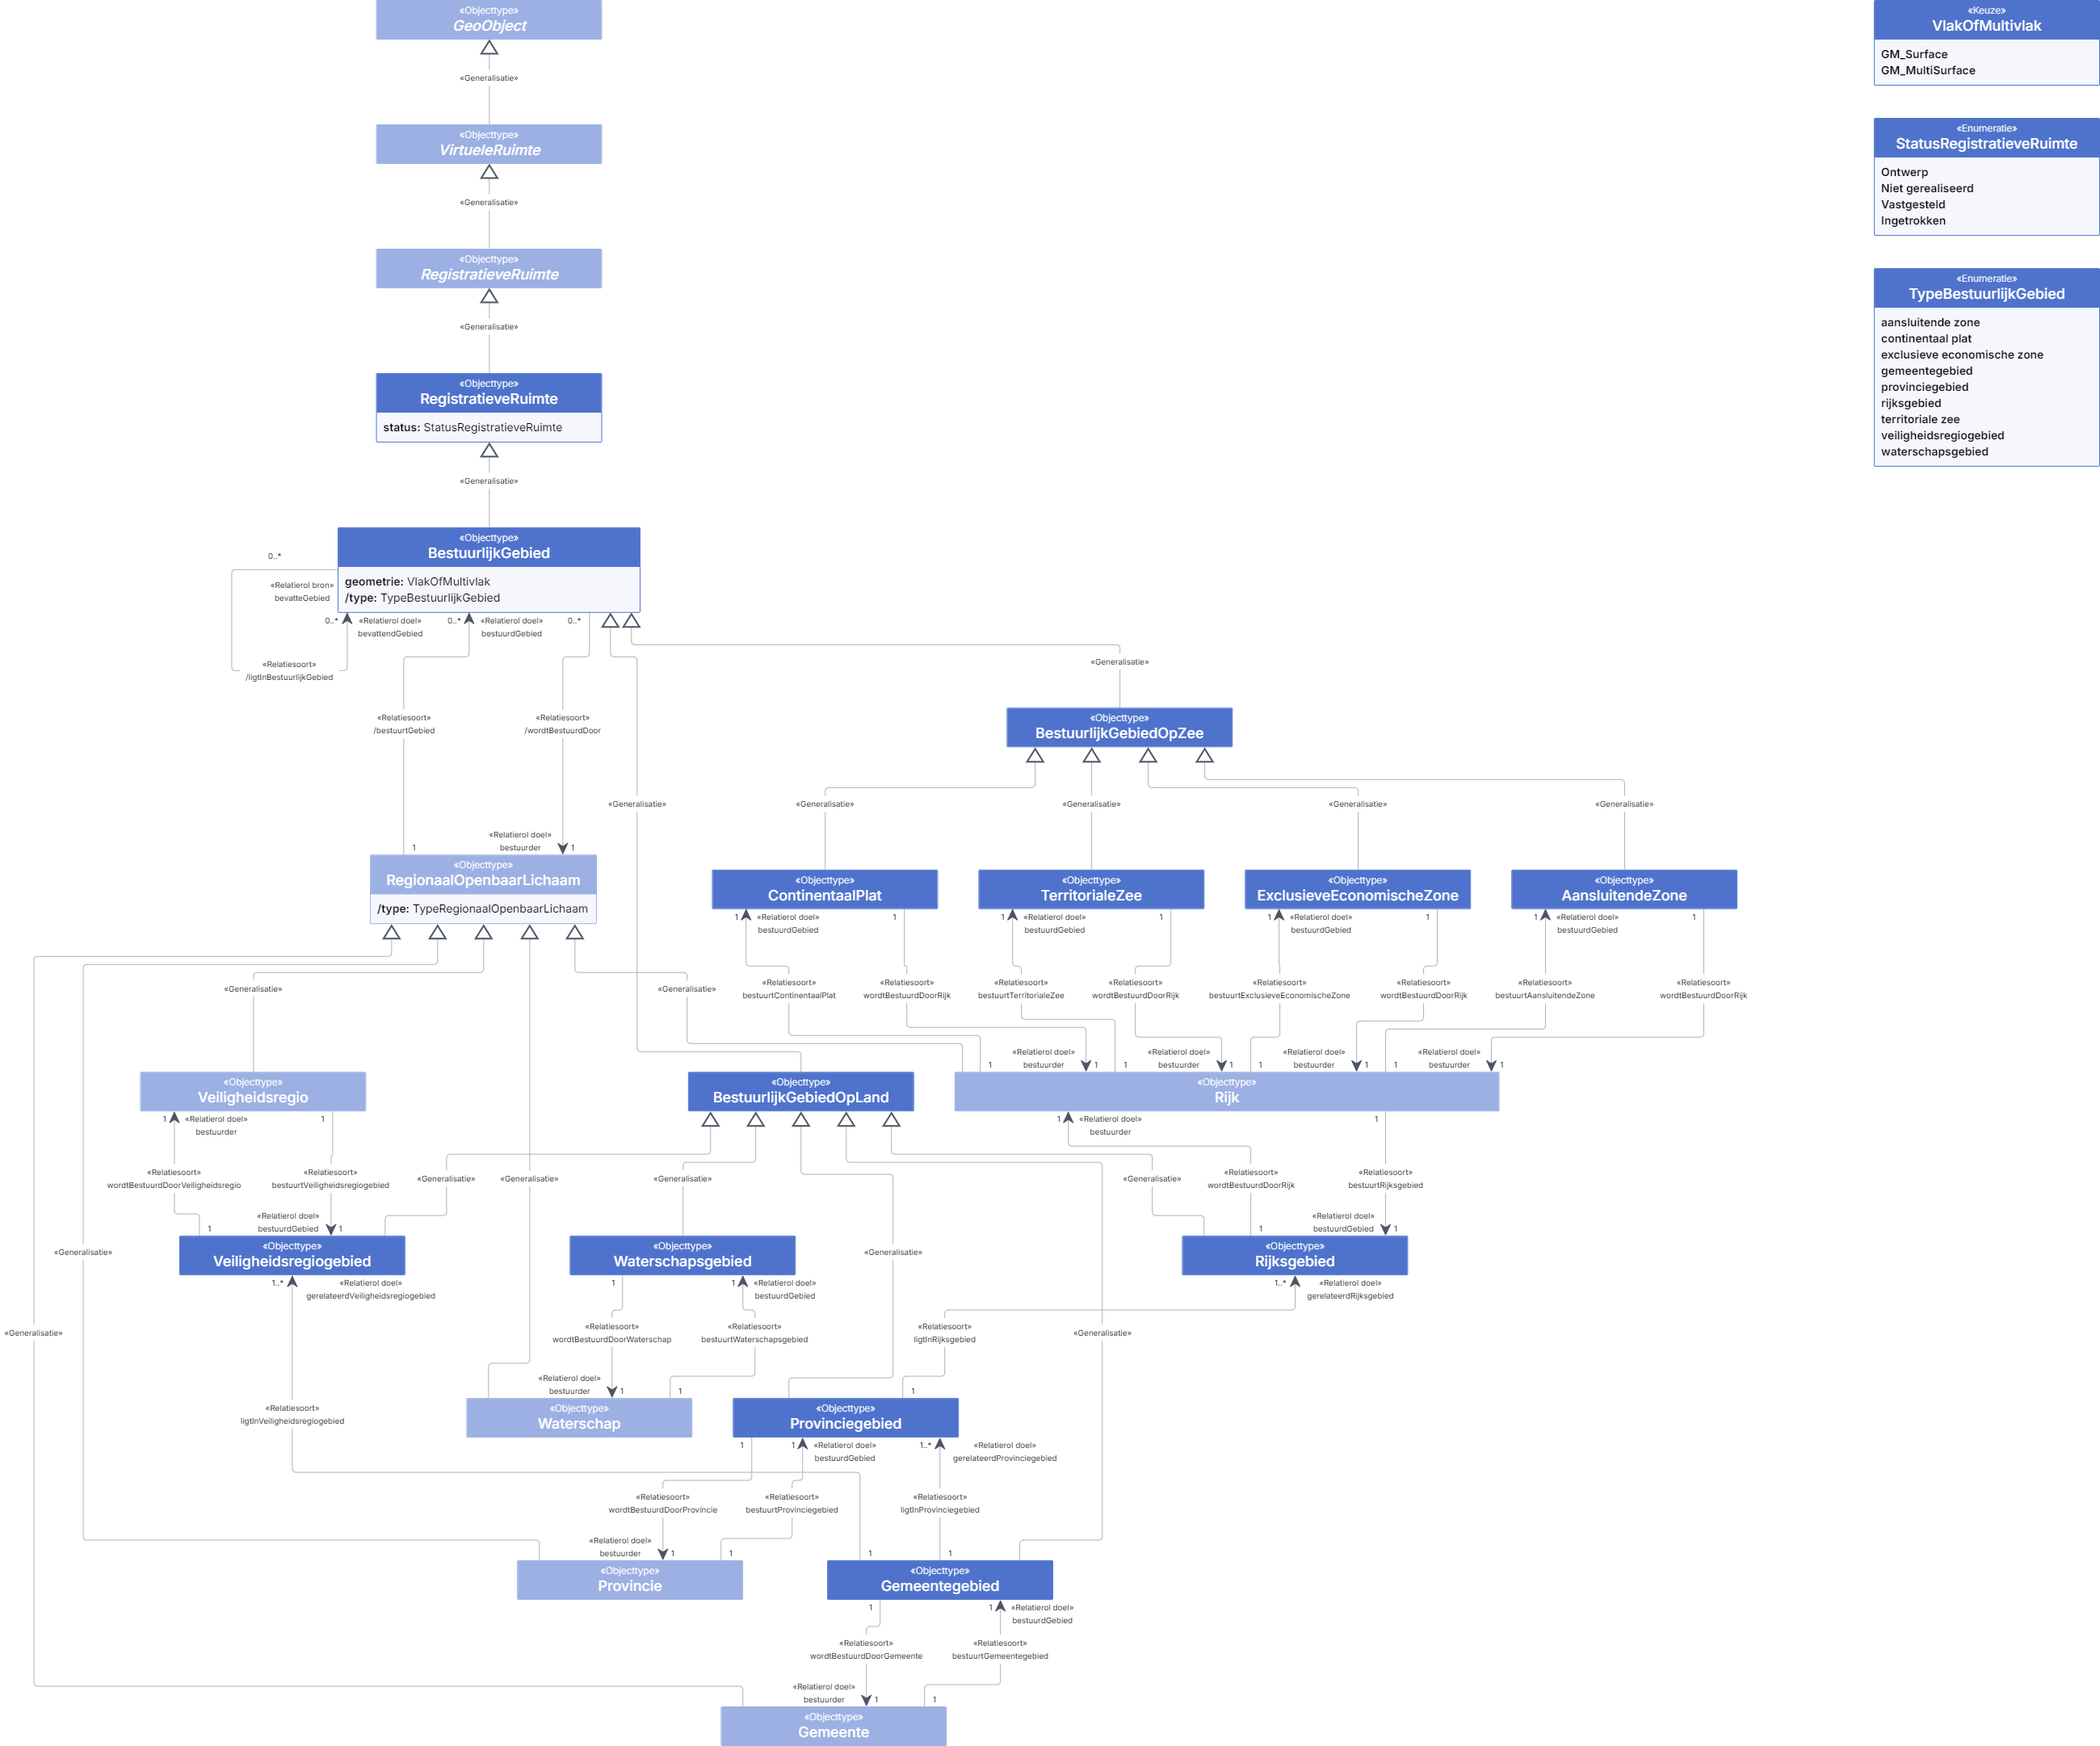 «Objecttype»
GeoObject
«Generalisatie»
«Objecttype»
VirtueleRuimte
«Generalisatie»
«Objecttype»
RegistratieveRuimte
«Generalisatie»
«Objecttype»
RegistratieveRuimte
status: StatusRegistratieveRuimte
«Generalisatie»
«Keuze»
VlakOfMultivlak
GM_Surface
GM_MultiSurface
«Enumeratie»
StatusRegistratieveRuimte
Ontwerp
Niet gerealiseerd
Vastgesteld
Ingetrokken
«Enumeratie»
TypeBestuurlijkGebied
aansluitende zone
continentaal plat
exclusieve economische zone
gemeentegebied
provinciegebied
rijksgebied
territoriale zee
veiligheidsregiogebied
waterschapsgebied
«Objecttype»
BestuurlijkGebied
geometrie: VlakOfMultivlak
/type: TypeBestuurlijkGebied
0..*
«Relatierol bron»
bevatteGebied
0..*
«Relatierol doel»
bevattendGebied
0..*
«Relatierol doel»
bestuurdGebied
0..*
«Relatiesoort»
/ligtInBestuurlijkGebied
«Relatiesoort»
/bestuurtGebied
«Relatiesoort»
/wordtBestuurdDoor
«Generalisatie»
«Generalisatie»
«Objecttype»
BestuurlijkGebiedOpZee
«Generalisatie»
«Generalisatie»
«Generalisatie»
«Generalisatie»
1
«Relatierol doel»
bestuurder
1
«Objecttype»
RegionaalOpenbaarLichaam
/type: TypeRegionaalOpenbaarLichaam
«Objecttype»
ContinentaalPlat
«Objecttype»
TerritorialeZee
«Objecttype»
ExclusieveEconomischeZone
«Objecttype»
AansluitendeZone
1
«Relatierol doel»
bestuurdGebied
1
1
«Relatierol doel»
bestuurdGebied
1
1
«Relatierol doel»
bestuurdGebied
1
1
«Relatierol doel»
bestuurdGebied
1
«Generalisatie»
«Generalisatie»
«Relatiesoort»
bestuurtContinentaalPlat
«Relatiesoort»
wordtBestuurdDoorRijk
«Relatiesoort»
bestuurtTerritorialeZee
«Relatiesoort»
wordtBestuurdDoorRijk
«Relatiesoort»
bestuurtExclusieveEconomischeZone
«Relatiesoort»
wordtBestuurdDoorRijk
«Relatiesoort»
bestuurtAansluitendeZone
«Relatiesoort»
wordtBestuurdDoorRijk
1
«Relatierol doel»
bestuurder
1
1
«Relatierol doel»
bestuurder
1
1
«Relatierol doel»
bestuurder
1
1
«Relatierol doel»
bestuurder
1
«Objecttype»
Veiligheidsregio
«Objecttype»
BestuurlijkGebiedOpLand
«Objecttype»
Rijk
1
«Relatierol doel»
bestuurder
1
1
«Relatierol doel»
bestuurder
1
«Relatiesoort»
wordtBestuurdDoorVeiligheidsregio
«Relatiesoort»
bestuurtVeiligheidsregiogebied
«Generalisatie»
«Generalisatie»
«Generalisatie»
«Generalisatie»
«Relatiesoort»
wordtBestuurdDoorRijk
«Relatiesoort»
bestuurtRijksgebied
1
«Relatierol doel»
bestuurdGebied
1
1
«Relatierol doel»
bestuurdGebied
1
«Generalisatie»
«Objecttype»
Veiligheidsregiogebied
«Objecttype»
Waterschapsgebied
«Generalisatie»
«Objecttype»
Rijksgebied
1..*
«Relatierol doel»
gerelateerdVeiligheidsregiogebied
1
1
«Relatierol doel»
bestuurdGebied
1..*
«Relatierol doel»
gerelateerdRijksgebied
«Generalisatie»
«Relatiesoort»
wordtBestuurdDoorWaterschap
«Relatiesoort»
bestuurtWaterschapsgebied
«Relatiesoort»
ligtInRijksgebied
«Generalisatie»
«Relatierol doel»
bestuurder
1
1
1
«Relatiesoort»
ligtInVeiligheidsregiogebied
«Objecttype»
Waterschap
«Objecttype»
Provinciegebied
1
1
«Relatierol doel»
bestuurdGebied
1..*
«Relatierol doel»
gerelateerdProvinciegebied
«Relatiesoort»
wordtBestuurdDoorProvincie
«Relatiesoort»
bestuurtProvinciegebied
«Relatiesoort»
ligtInProvinciegebied
«Relatierol doel»
bestuurder
1
1
1
1
«Objecttype»
Provincie
«Objecttype»
Gemeentegebied
1
1
«Relatierol doel»
bestuurdGebied
«Relatiesoort»
wordtBestuurdDoorGemeente
«Relatiesoort»
bestuurtGemeentegebied
«Relatierol doel»
bestuurder
1
1
«Objecttype»
Gemeente